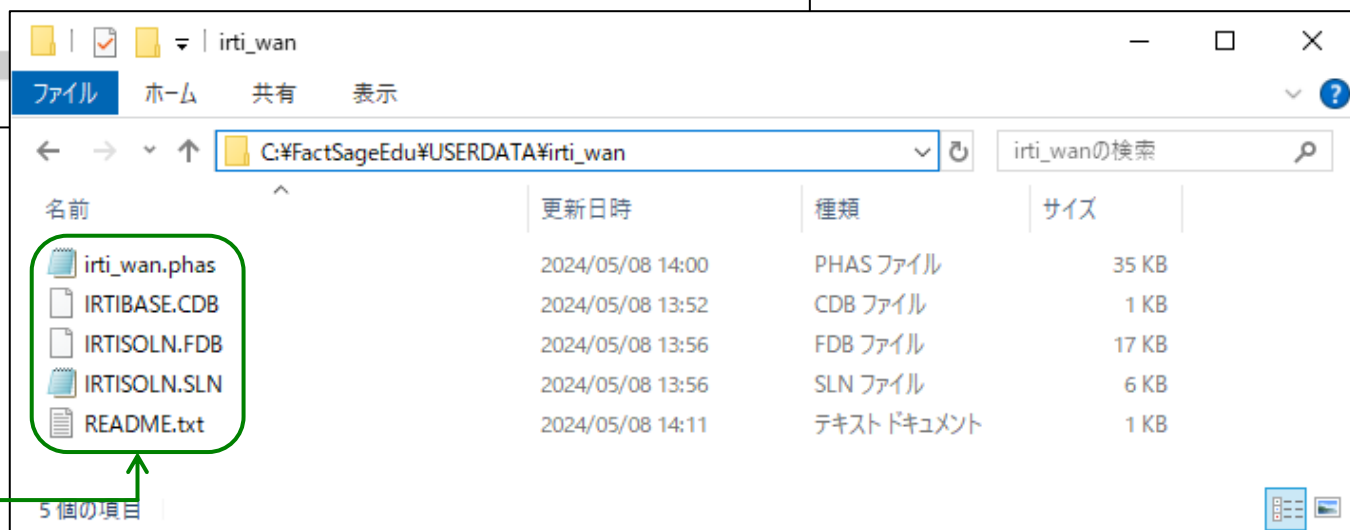 irti_wan
ファイル ホーム 共有 表示
C:¥FactSageEdu¥USERDATA¥irti_wan irti_wanの検索
名前 更新日時 種類 サイズ
irti_wan.phas 2024/05/08 14:00 PHAS ファイル 35 KB
IRTIBASE.CDB 2024/05/08 13:52 CDB ファイル 1 KB
IRTISOLN.FDB 2024/05/08 13:56 FDB ファイル 17 KB
IRTISOLN.SLN 2024/05/08 13:56 SLN ファイル 6 KB
README.txt 2024/05/08 14:11 テキスト ドキュメント 1 KB
5 個の項目